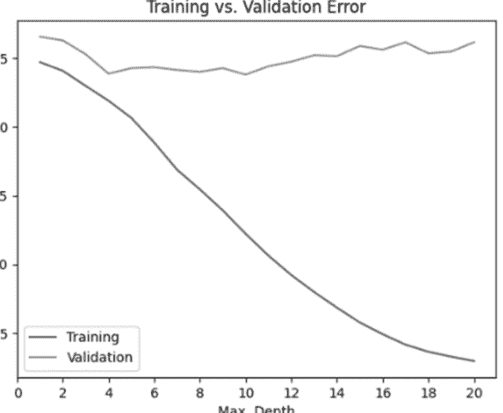 Training vs. Validation Error
5
0
5
0
5
Training
Validation
0 2 4 6 8 10 12 14 16 18 20
Max. Depth